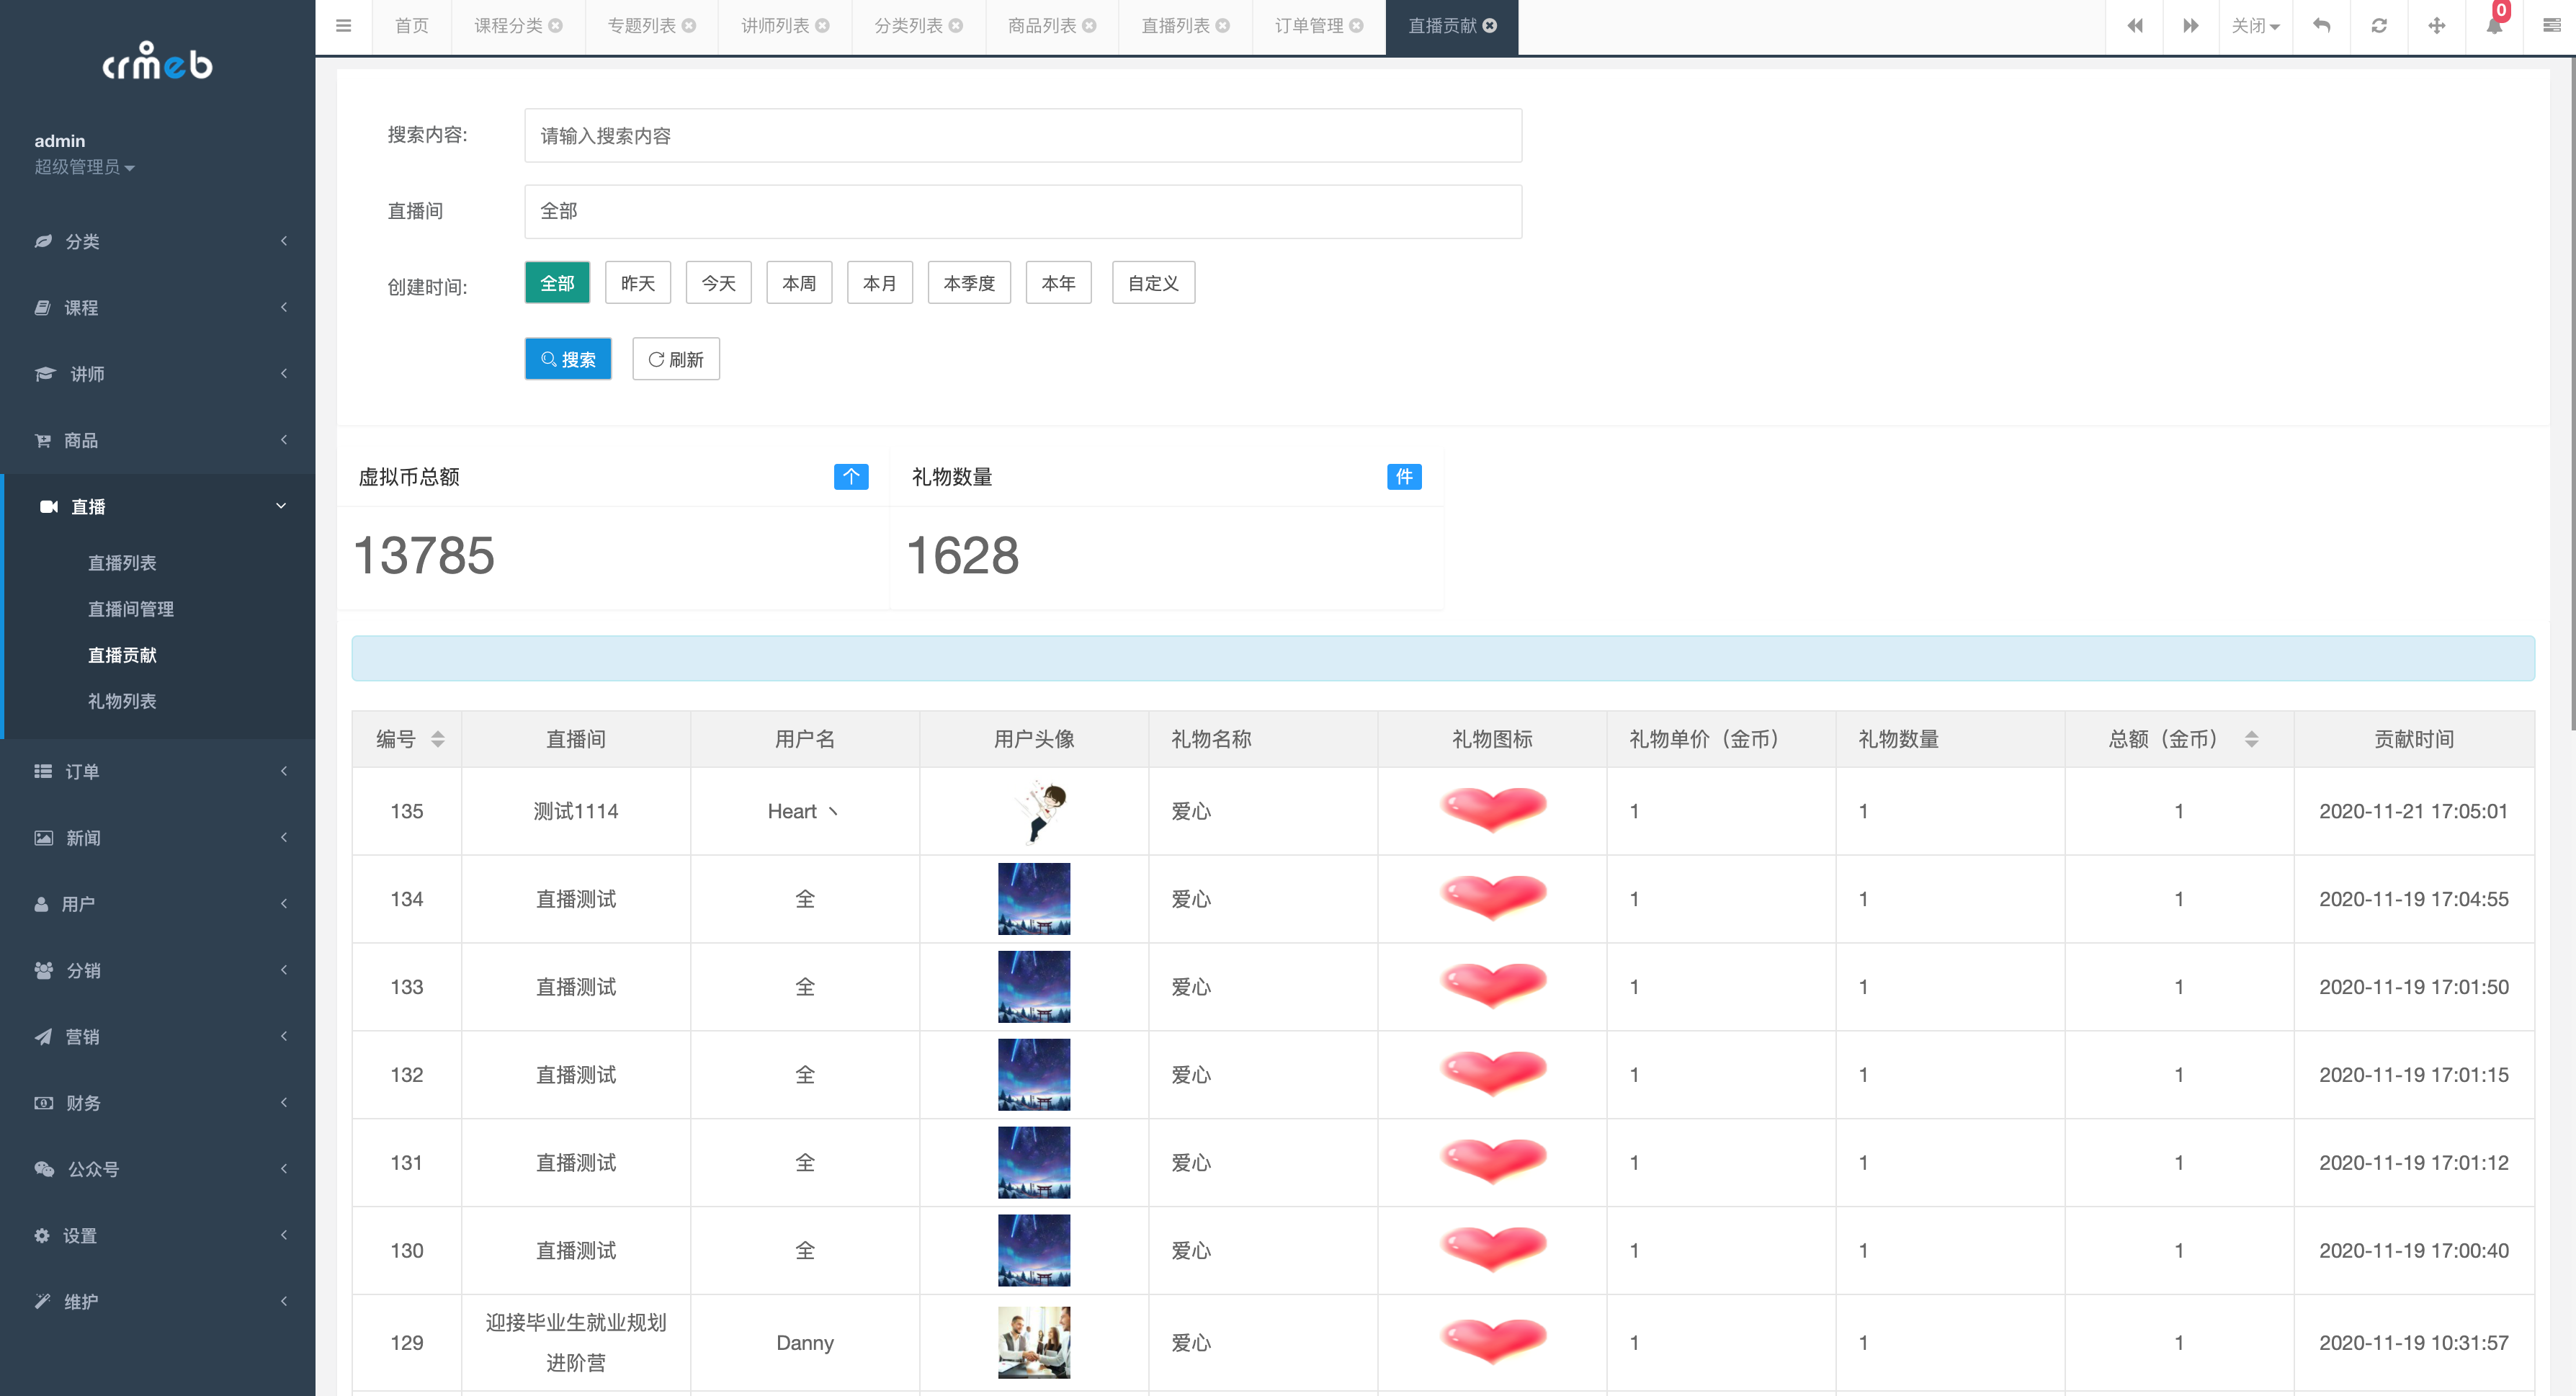 crmeb
admin
超级管理员
分类
课程
讲师
商品
直播
直播列表
直播间管理
直播贡献
礼物列表
订单
新闻
用户
分销
营销
财务
公众号
设置
维护
首页 课程分类 专题列表 讲师列表 分类列表 商品列表 直播列表 订单管理 直播贡献 关闭 0
搜索内容: 请输入搜索内容
直播间 全部
创建时间: 全部 昨天 今天 本周 本月 本季度 本年 自定义
搜索 刷新
虚拟币总额 个 礼物数量 件
13785 1628
编号 直播间 用户名 用户头像 礼物名称 礼物图标 礼物单价（金币） 礼物数量 总额（金币） 贡献时间
135 测试1114 Heart ヽ 爱心 1 1 1 2020-11-21 17:05:01
134 直播测试 全 爱心 1 1 1 2020-11-19 17:04:55
133 直播测试 全 爱心 1 1 1 2020-11-19 17:01:50
132 直播测试 全 爱心 1 1 1 2020-11-19 17:01:15
131 直播测试 全 爱心 1 1 1 2020-11-19 17:01:12
130 直播测试 全 爱心 1 1 1 2020-11-19 17:00:40
129 迎接毕业生就业规划 Danny 爱心 1 1 1 2020-11-19 10:31:57
进阶营